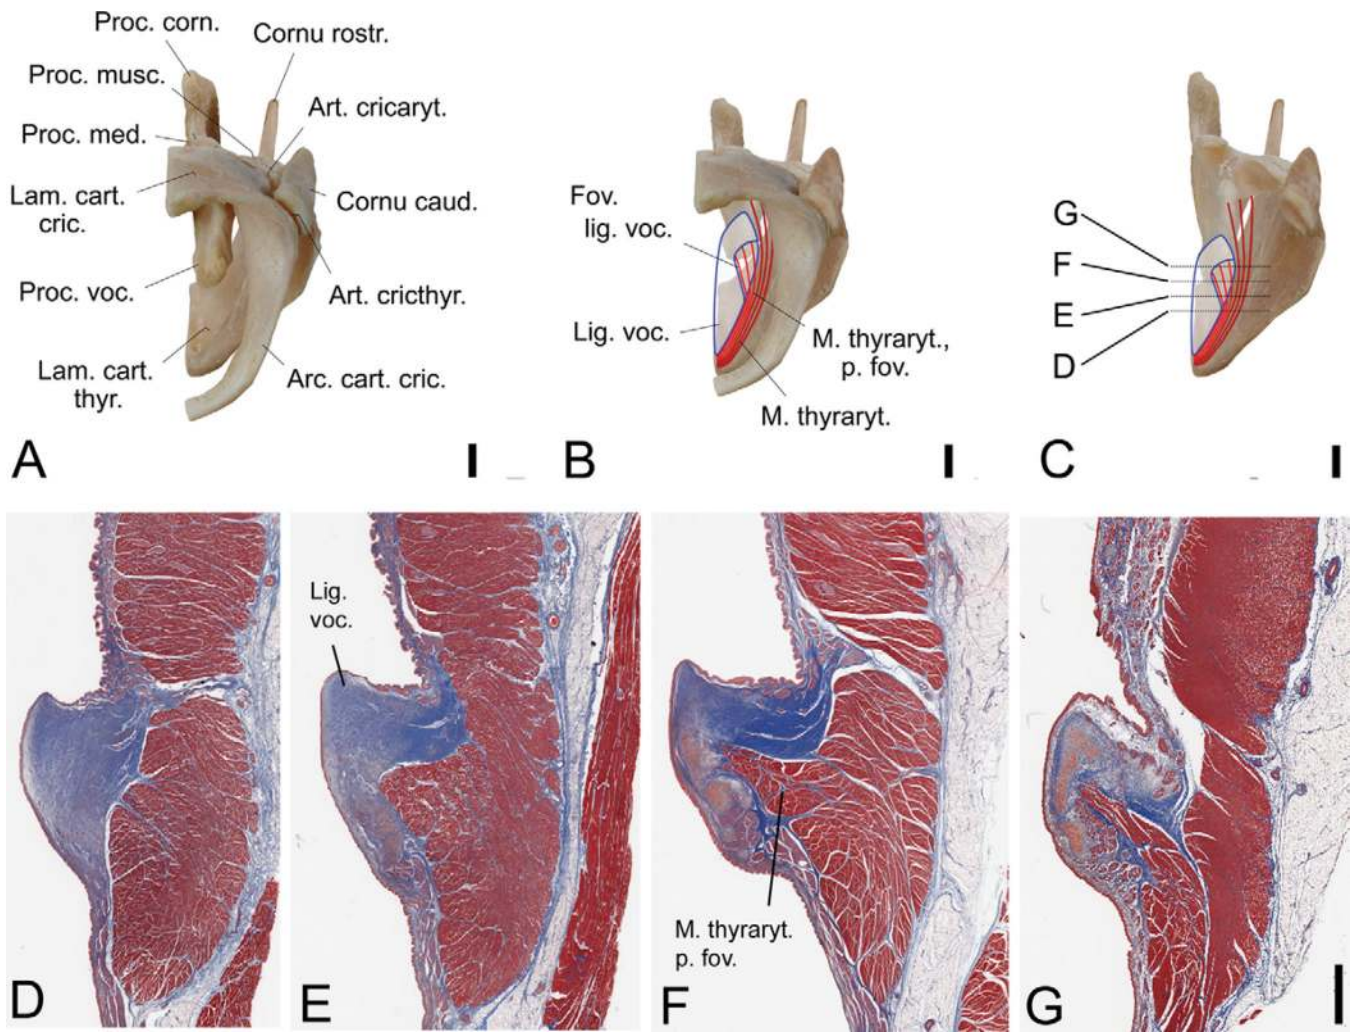 Proc. corn.
Cornu rostr.
Proc. musc.
Art. cricaryt.
Proc. med.
Lam. cart.
cric.
Cornu caud.
Proc. voc.
Art. cricthyr.
Lam. cart.
thyr.
Arc. cart. cric.
A
Fov.
lig. voc.
Lig. voc.
M. thyraryt.,
p. fov.
M. thyraryt.
B
G
F
E
D
C
D
Lig.
voc.
E
M. thyraryt.
p. fov.
F
G